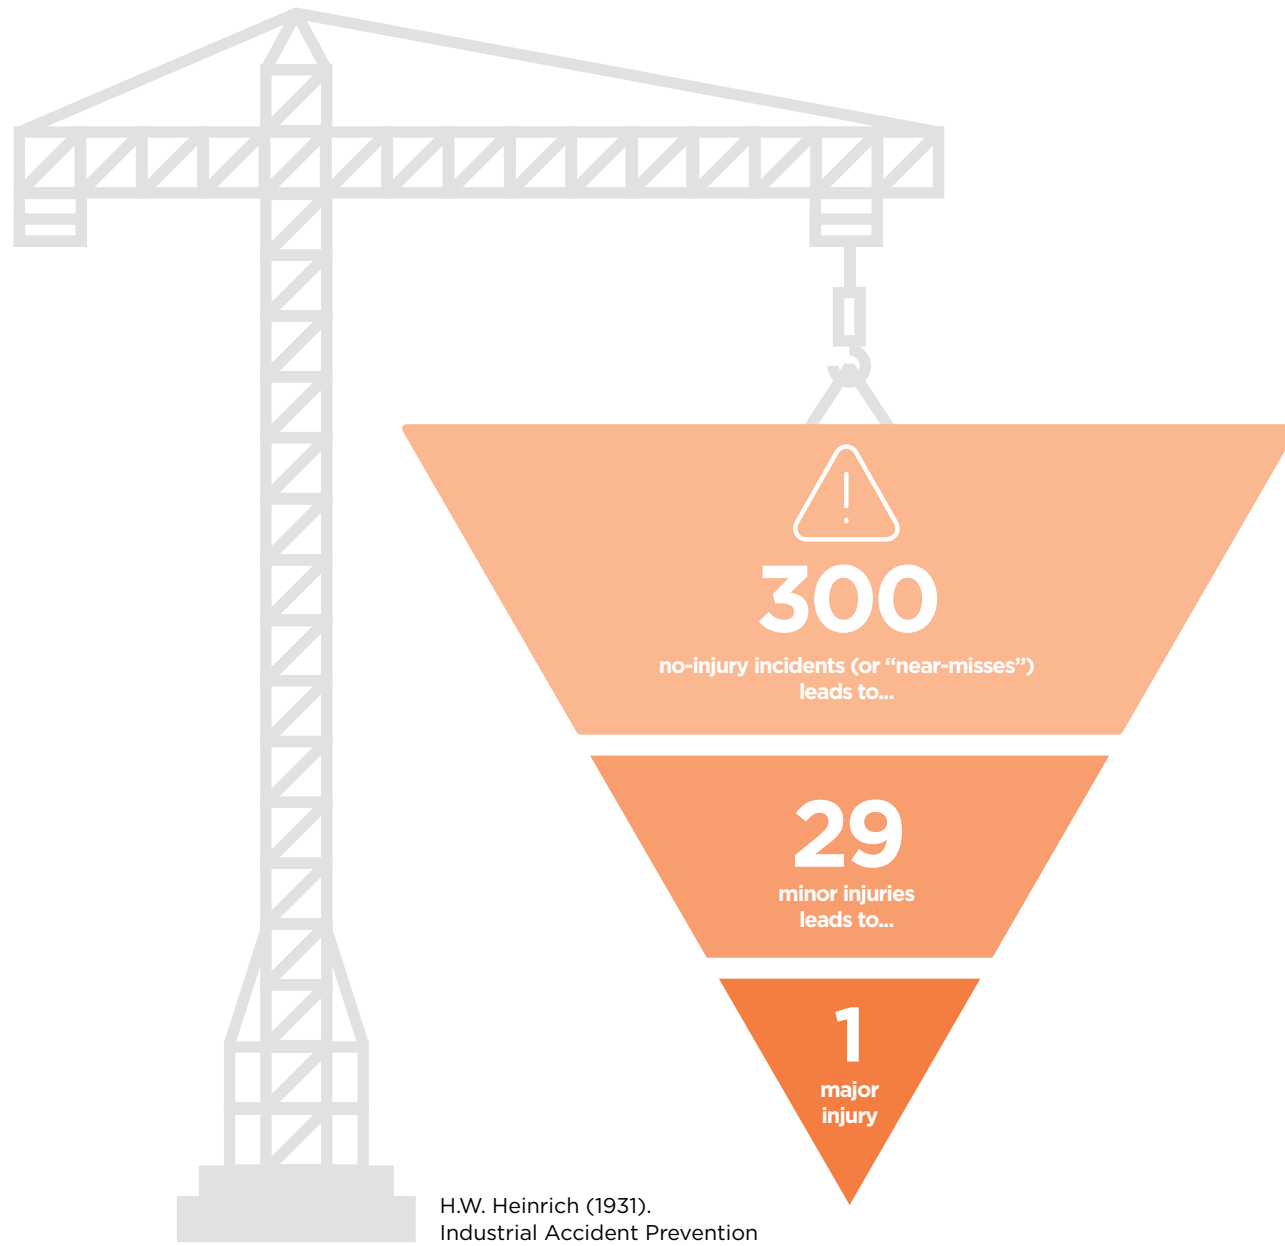 !
300
no-injury incidents (or “near-misses”)
leads to...
29
minor injuries
leads to...
1
major
injury
H.W. Heinrich (1931).
Industrial Accident Prevention